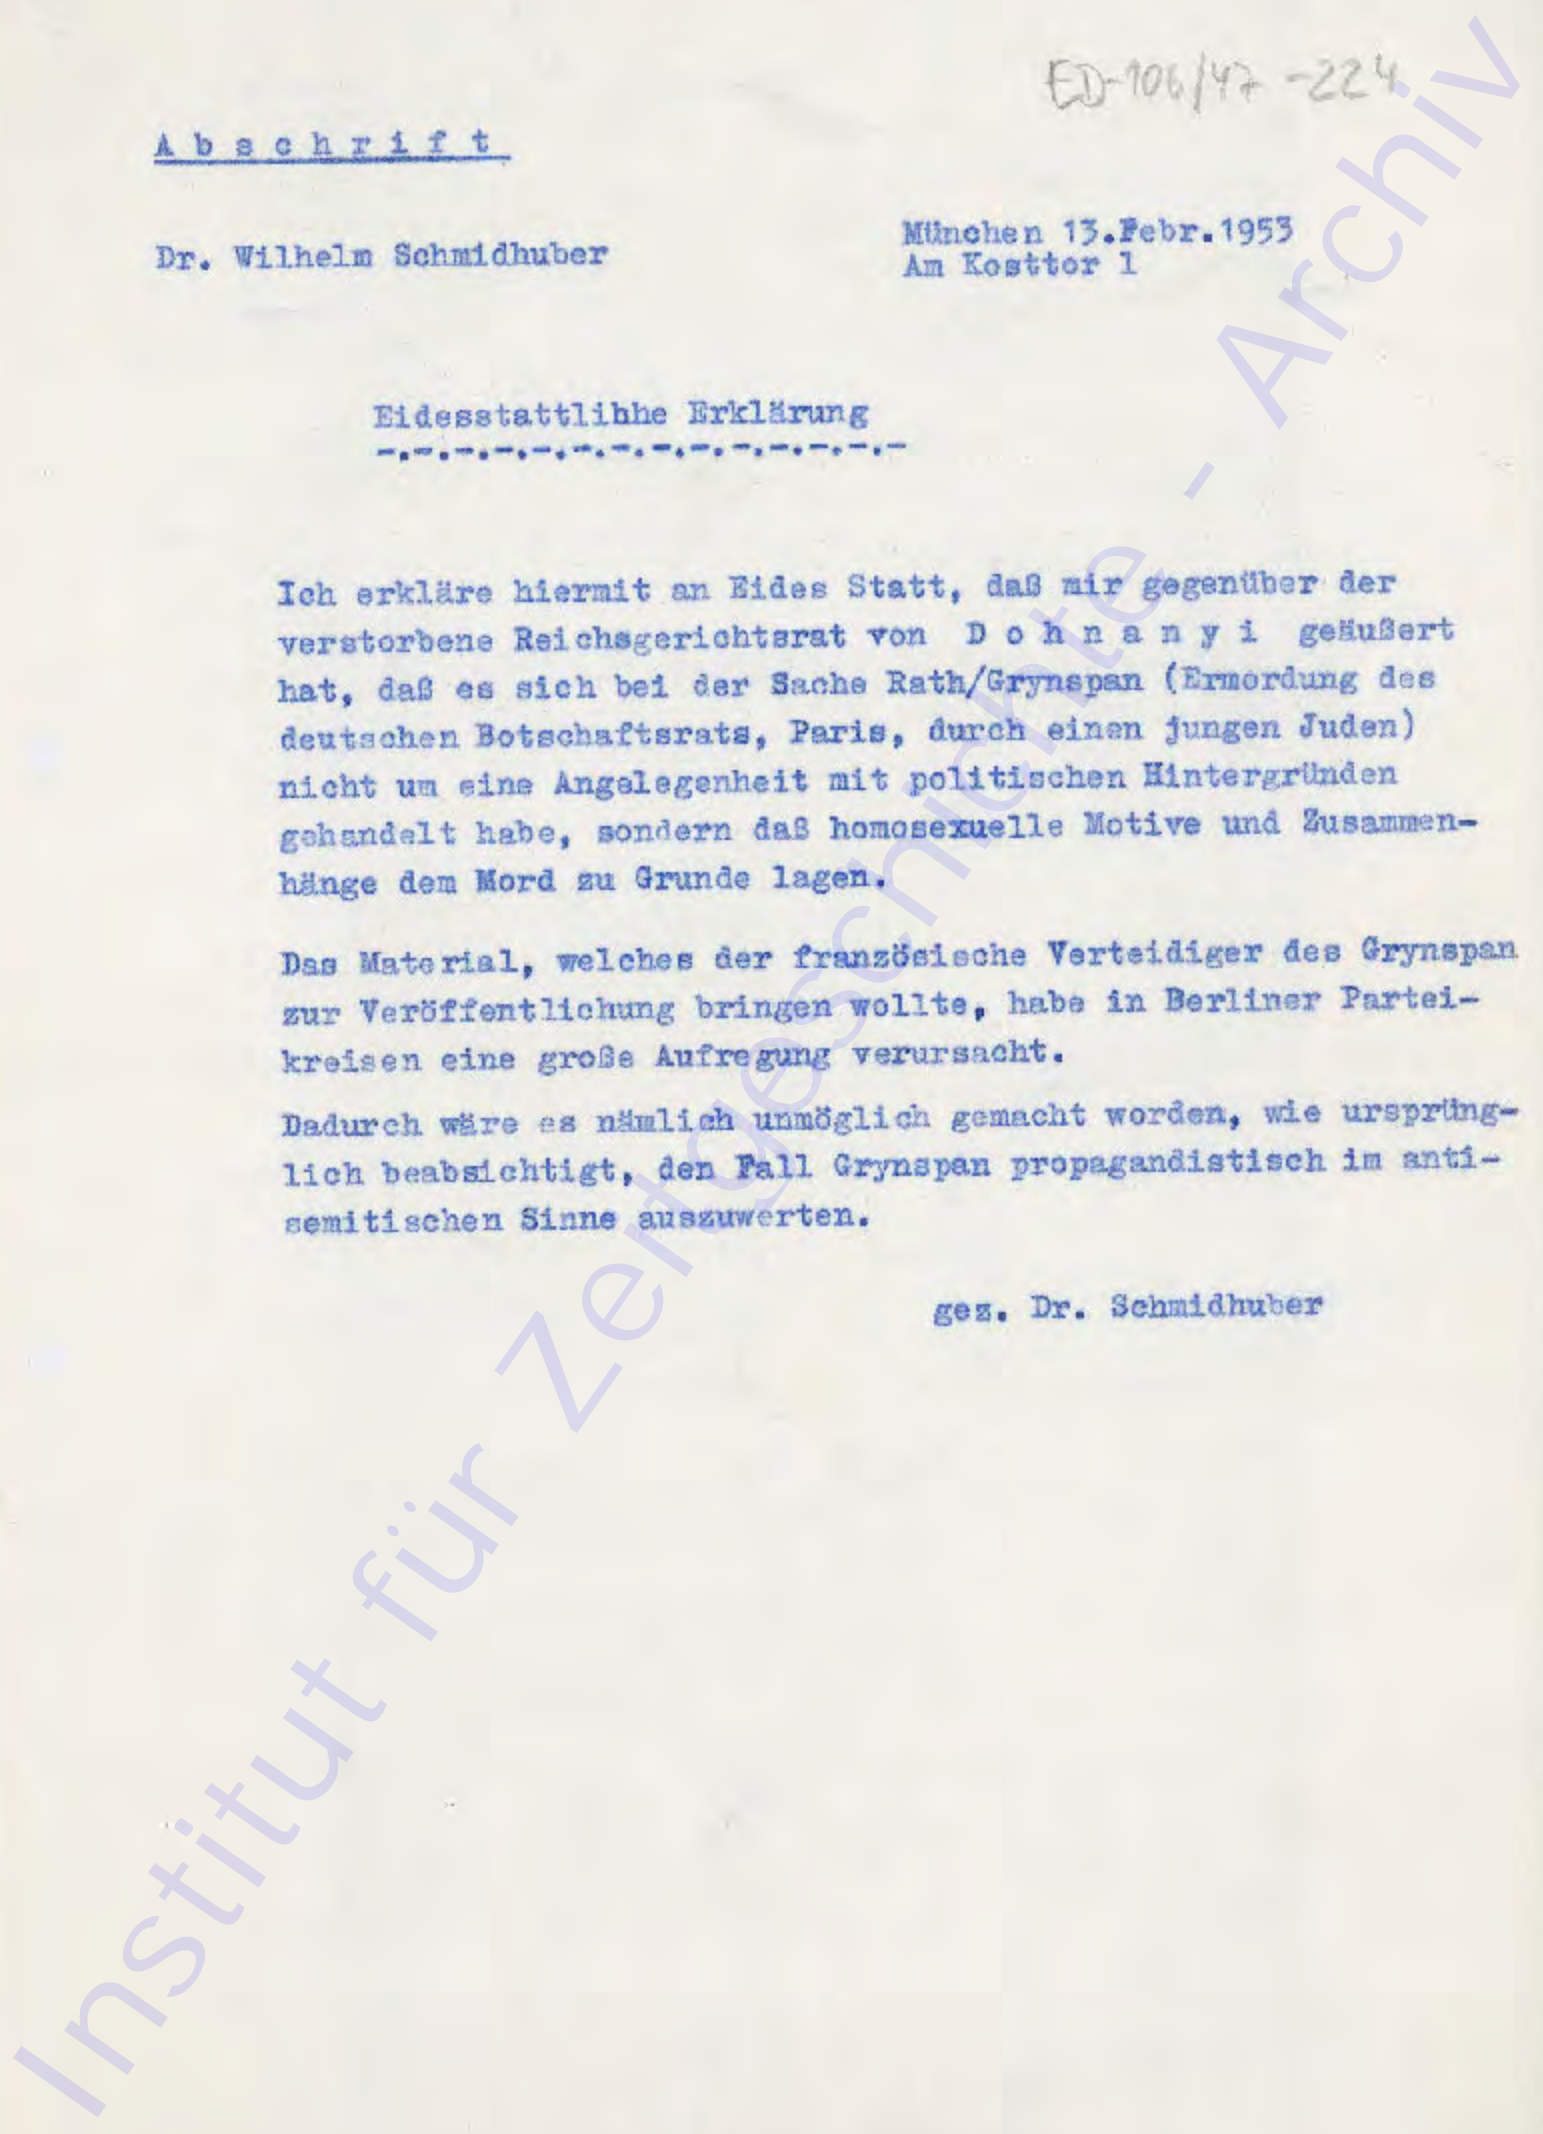 ED-106/47 -224
Abschrift
Dr. Wilhelm Schmidhuber
München 13.Febr.1953
Am Kosttor 1
Eidesstattlihhe Erklärung
-.-.-.-.-.-.-.-.-.-.-.-.-.-
Ich erkläre hiermit an Eides Statt, daß mir gegenüber der
verstorbene Reichsgerichtsrat von D o h n a n y i geäußert
hat, daß es sich bei der Sache Rath/Grynspan (Ermordung des
deutschen Botschaftsrats, Paris, durch einen jungen Juden)
nicht um eine Angelegenheit mit politischen Hintergründen
gehandelt habe, sondern daß homosexuelle Motive und Zusammen-
hänge dem Mord zu Grunde lagen.
Das Material, welches der französische Verteidiger des Grynspan
zur Veröffentlichung bringen wollte, habe in Berliner Partei-
kreisen eine große Aufregung verursacht.
Dadurch wäre es nämlich unmöglich gemacht worden, wie ursprüng-
lich beabsichtigt, den Fall Grynspan propagandistisch im anti-
semitischen Sinne auszuwerten.
gez. Dr. Schmidhuber
Institut für Zeitgeschichte - Archiv